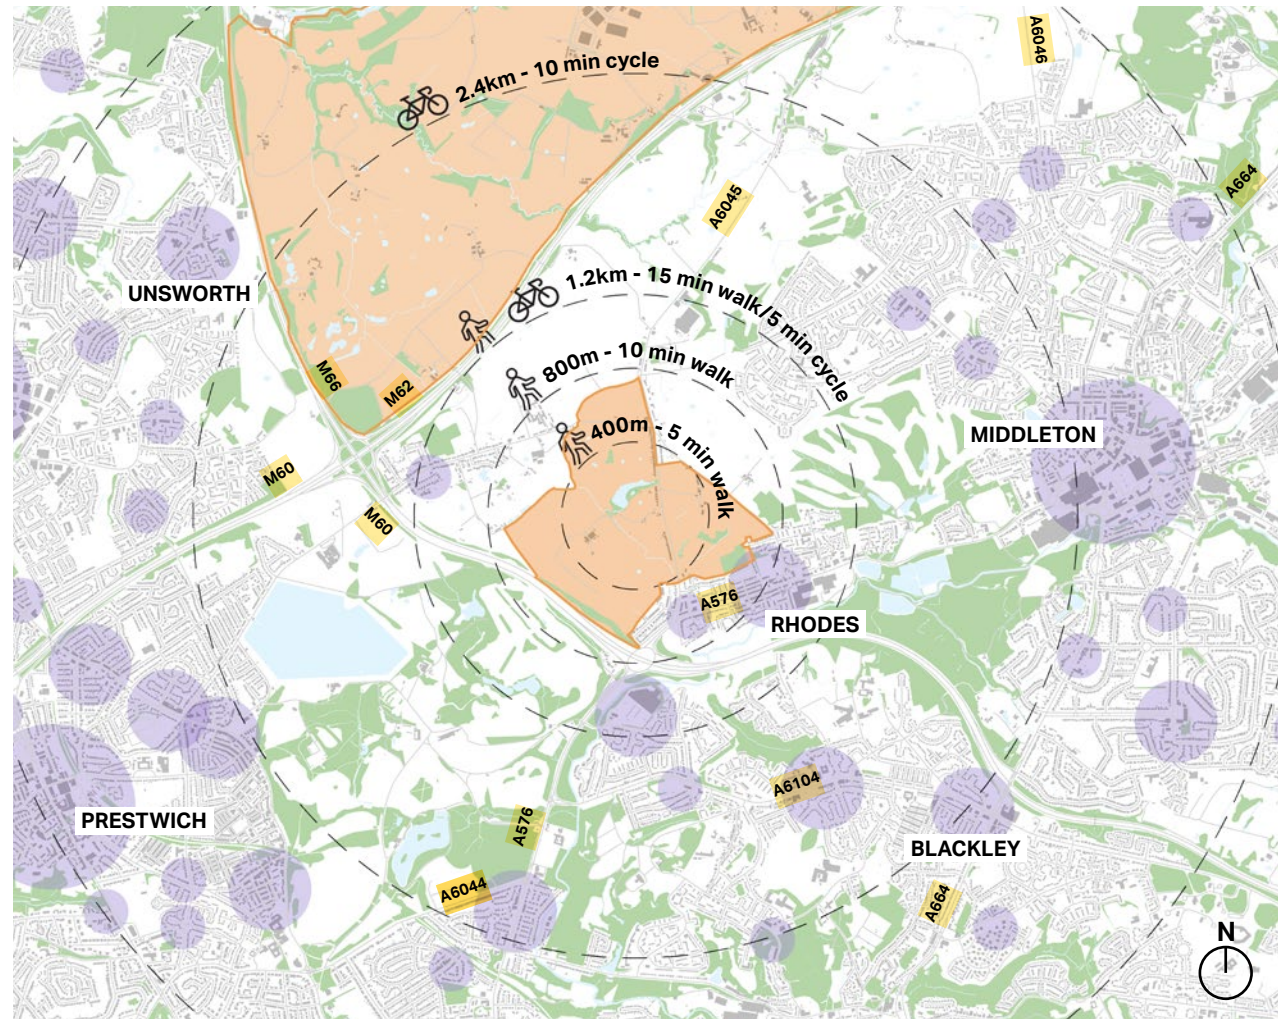 A6046
2.4km - 10 min cycle
A664
A6045
UNSWORTH
1.2km - 15 min walk/5 min cycle
M66
M62
800m - 10 min walk
400m - 5 min walk
MIDDLETON
M60
M60
A576
RHODES
A6104
PRESTWICH
A576
BLACKLEY
A6044
A664
N